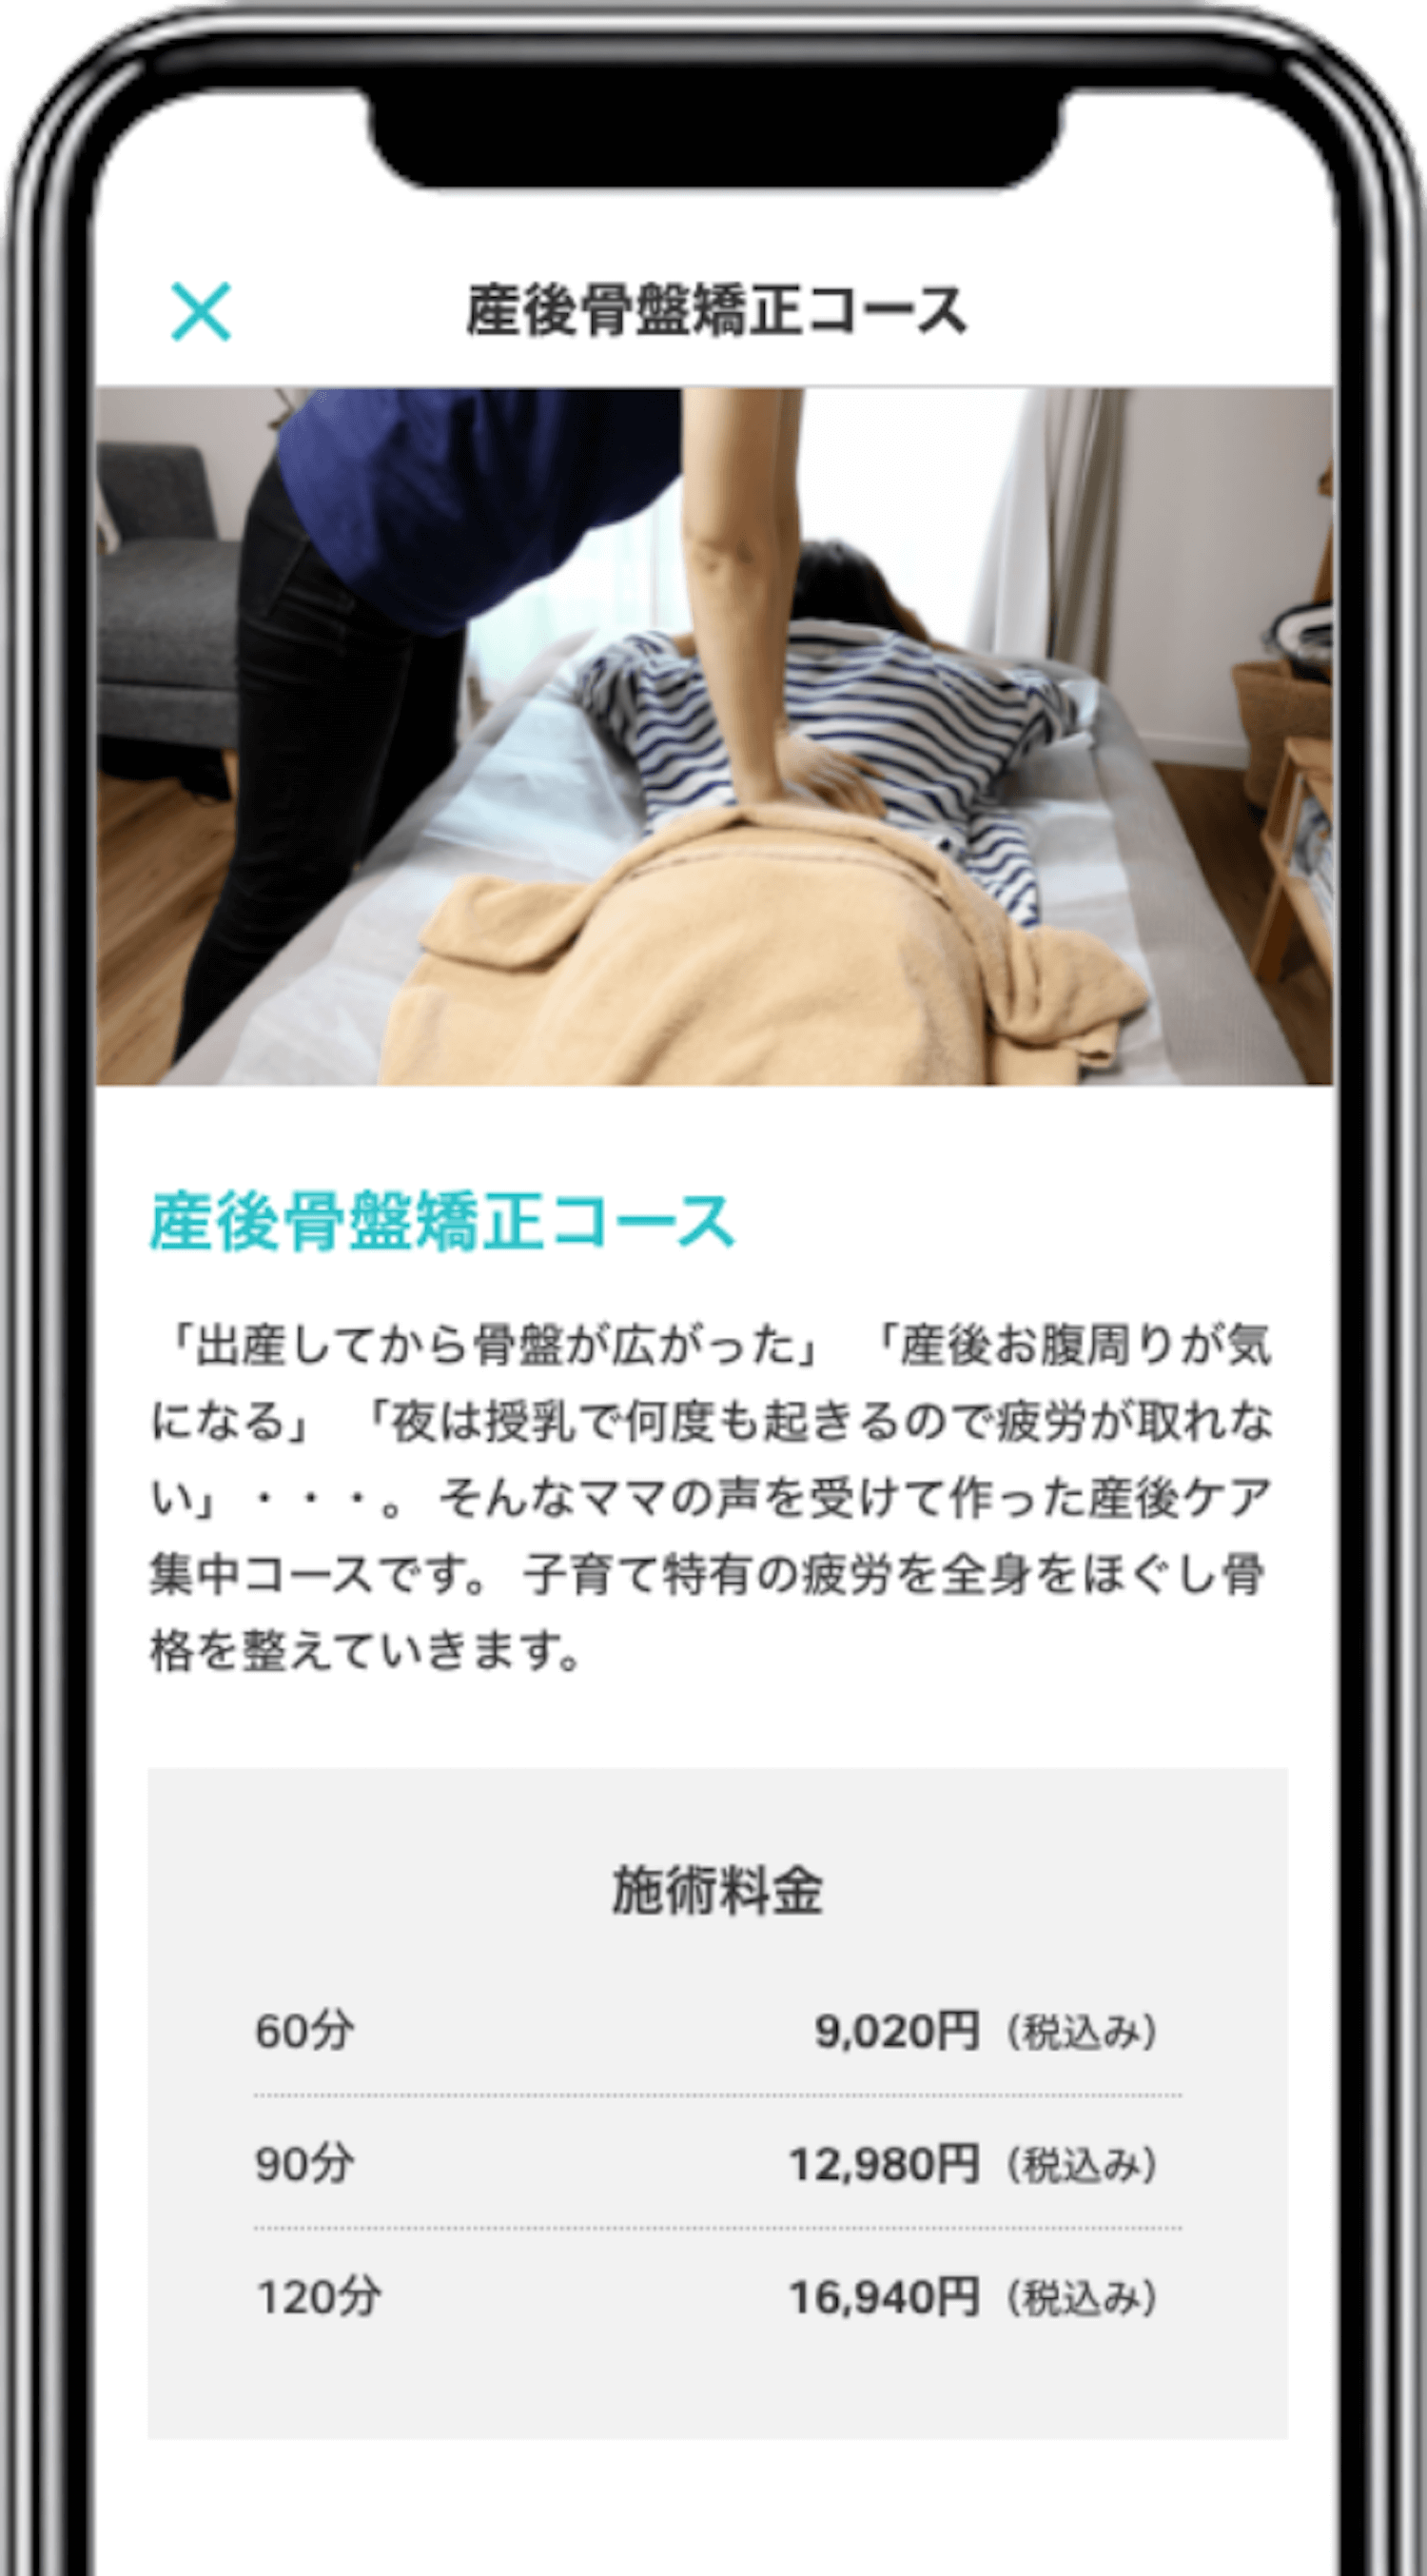 産後骨盤矯正コース
産後骨盤矯正コース
「出産してから骨盤が広がった」 「産後お腹周りが気
になる」 「夜は授乳で何度も起きるので疲労が取れな
い」・・・。 そんなママの声を受けて作った産後ケア
集中コースです。 子育て特有の疲労を全身をほぐし骨
格を整えていきます。
施術料金
60分 9,020円（税込み）
90分 12,980円（税込み）
120分 16,940円（税込み）